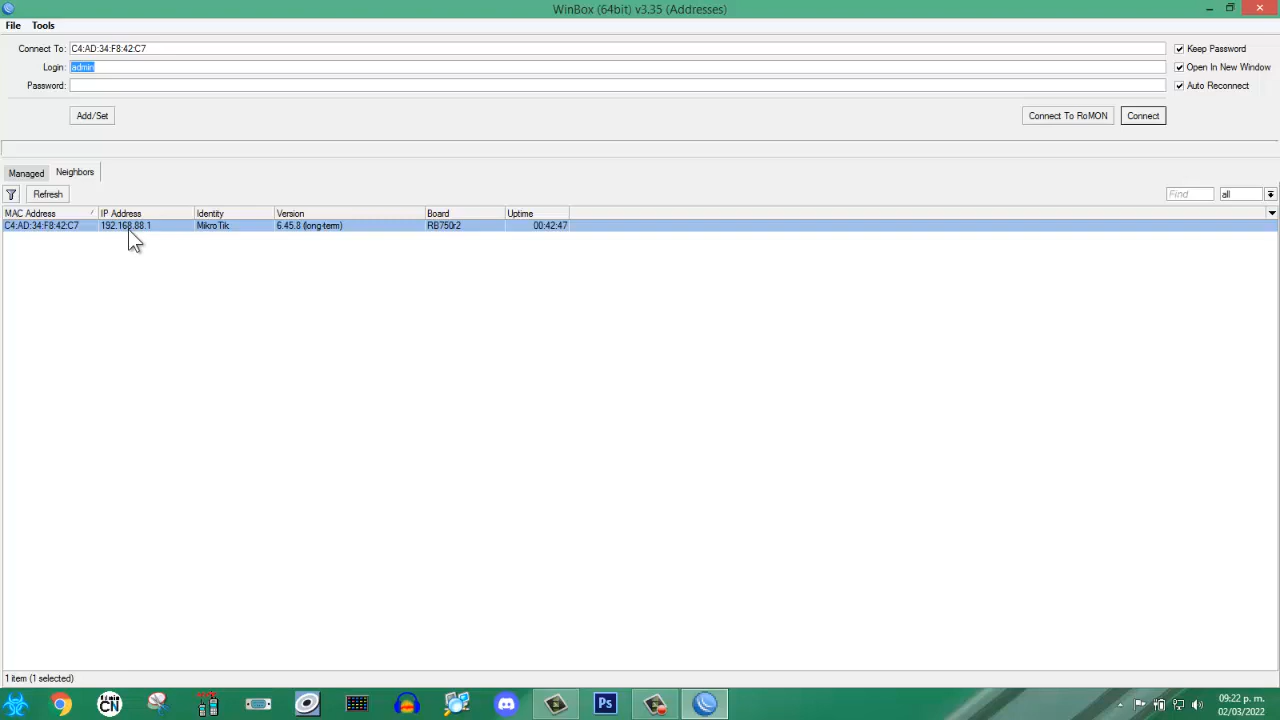 WinBox (64bit) v3.35 (Addresses)
File Tools
Connect To: C4:AD:34:F8:42:C7
Keep Password
Login: admin
Open In New Window
Password:
Auto Reconnect
Add/Set
Connect To RoMON
Connect
Managed
Neighbors
Refresh
Find
all
MAC Address IP Address Identity Version Board Uptime
C4:AD:34:F8:42:C7 192.168.88.1 MikroTik 6.45.8 (long-term) RB750r2 00:42:47
1 item (1 selected)
CN
Ps
09:22 p. m.
02/03/2022